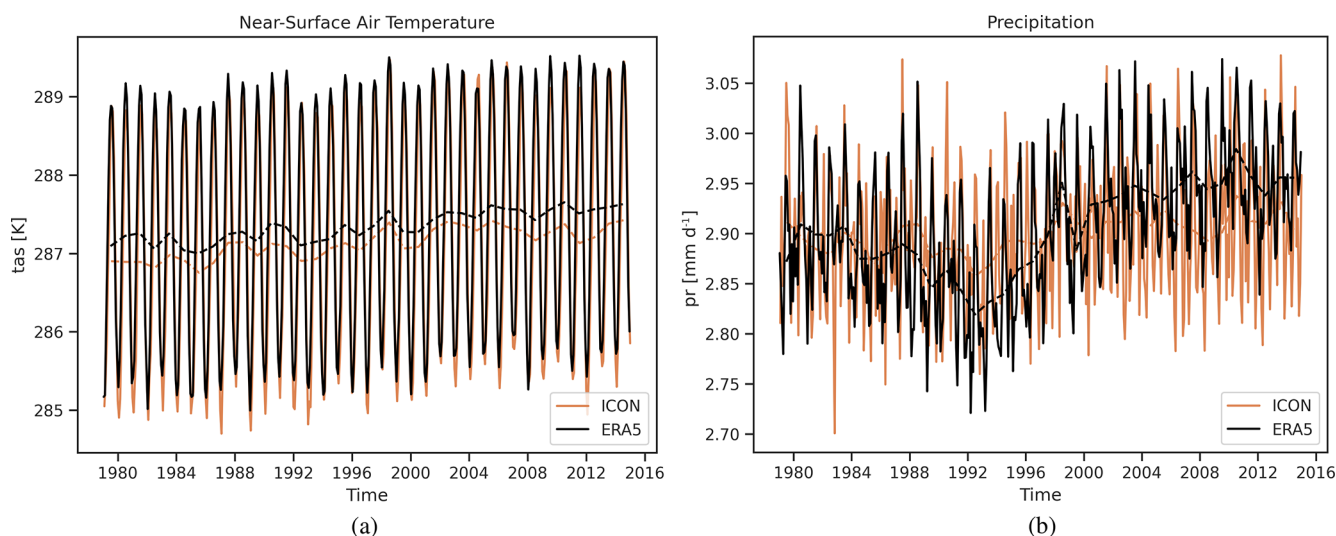 Near-Surface Air Temperature
tas [K]
289
288
287
286
285
1980 1984 1988 1992 1996 2000 2004 2008 2012 2016
Time
ICON
ERA5
(a)
Precipitation
pr [mm d⁻¹]
3.05
3.00
2.95
2.90
2.85
2.80
2.75
2.70
1980 1984 1988 1992 1996 2000 2004 2008 2012 2016
Time
ICON
ERA5
(b)